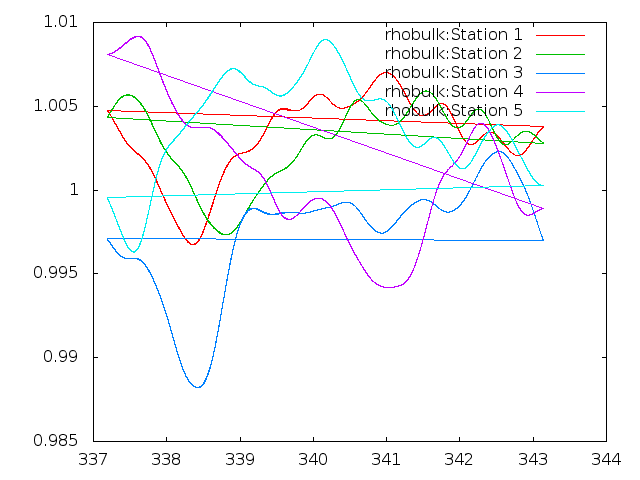 1.01
1.005
1
0.995
0.99
0.985
337 338 339 340 341 342 343 344
rhobulk:Station 1
rhobulk:Station 2
rhobulk:Station 3
rhobulk:Station 4
rhobulk:Station 5